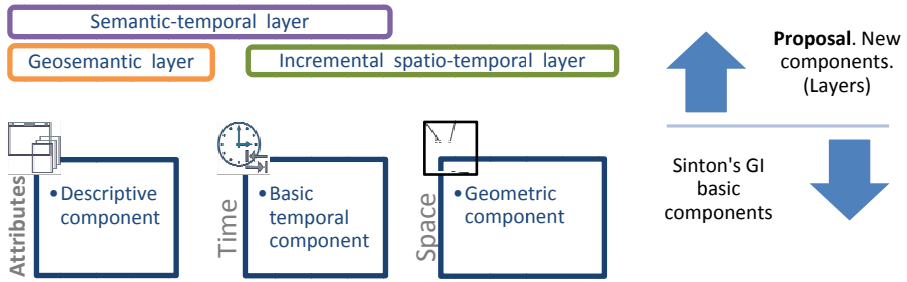 Semantic-temporal layer
Geosemantic layer
Incremental spatio-temporal layer
Proposal. New
components.
(Layers)
Attributes
• Descriptive
component
Time
• Basic
temporal
component
Space
• Geometric
component
Sinton's GI
basic
components